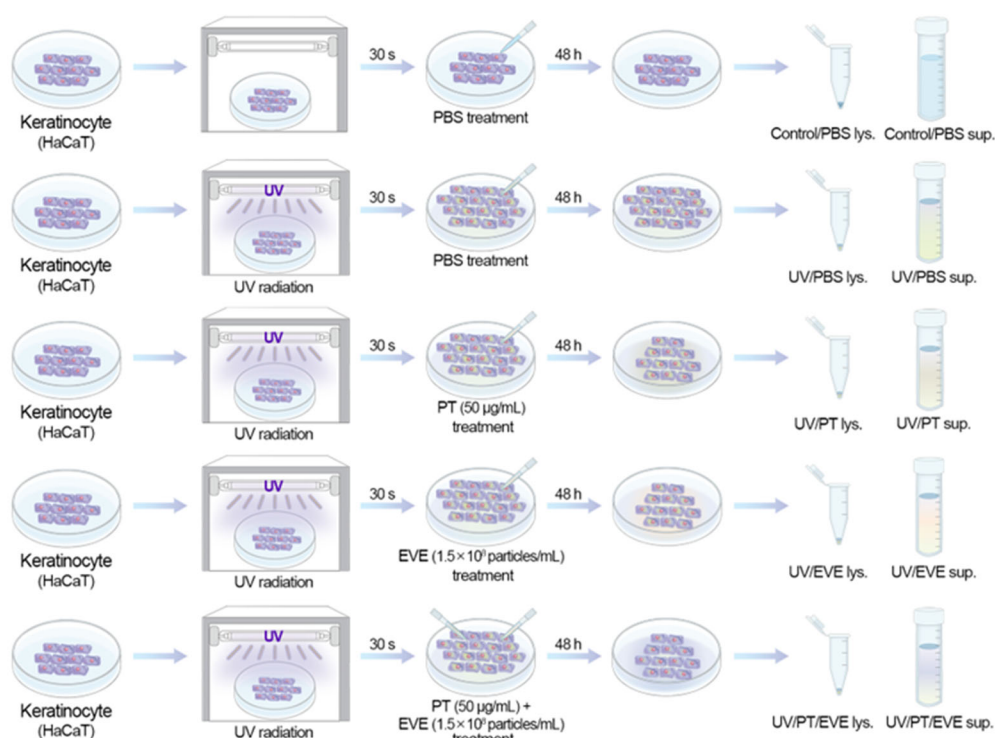 30 s
48 h
Keratinocyte
(HaCaT)
PBS treatment
Control/PBS lys.
Control/PBS sup.
UV
30 s
48 h
Keratinocyte
(HaCaT)
UV radiation
PBS treatment
UV/PBS lys.
UV/PBS sup.
UV
30 s
48 h
Keratinocyte
(HaCaT)
UV radiation
PT (50 μg/mL)
treatment
UV/PT lys.
UV/PT sup.
UV
30 s
48 h
Keratinocyte
(HaCaT)
UV radiation
EVE (1.5×10 particles/mL)
treatment
UV/EVE lys.
UV/EVE sup.
UV
30 s
48 h
Keratinocyte
(HaCaT)
UV radiation
PT (50 μg/mL) +
EVE (1.5×10 particles/mL)
treatment
UV/PT/EVE lys.
UV/PT/EVE sup.